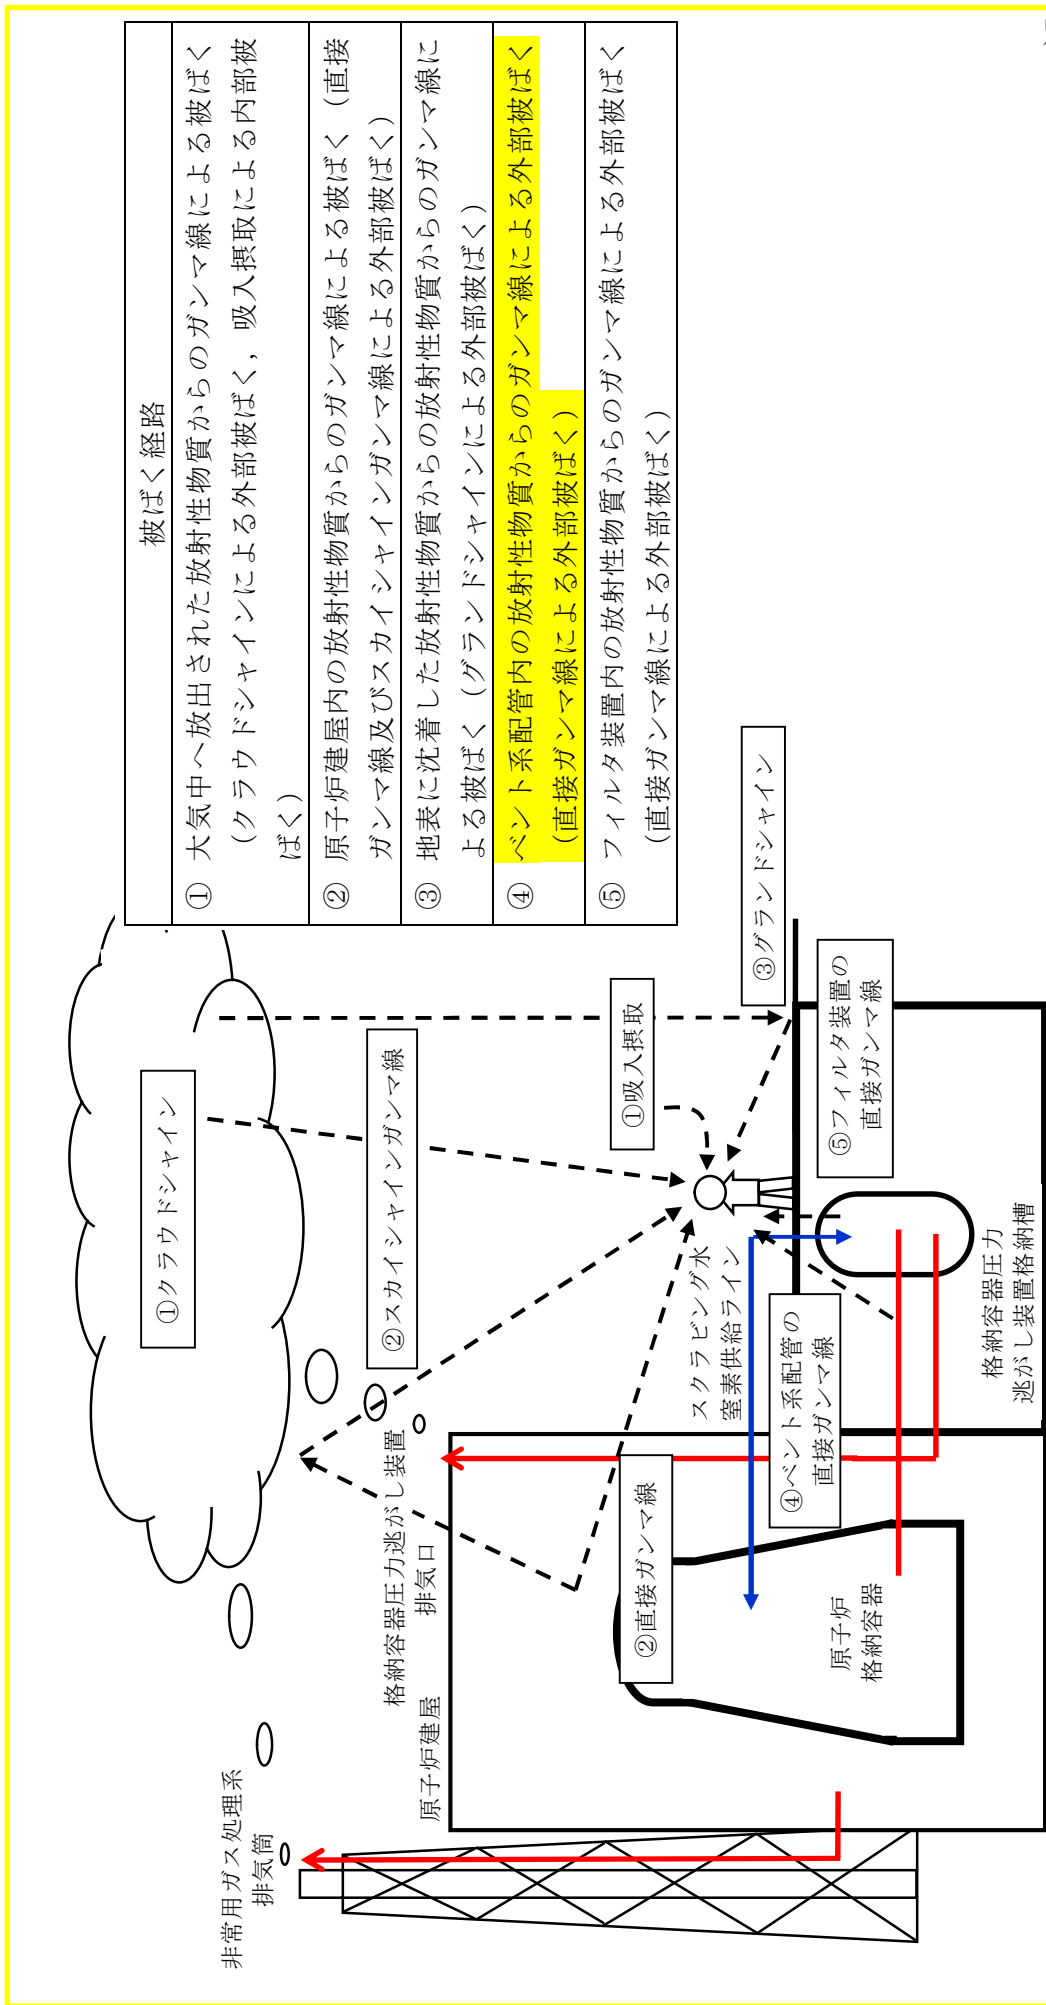 被ばく経路
① 大気中へ放出された放射性物質からのガンマ線による被ばく
（クラウドシャインによる外部被ばく，吸入摂取による内部被
ばく）
② 原子炉建屋内の放射性物質からのガンマ線による被ばく（直接
ガンマ線及びスカイシャインガンマ線による外部被ばく）
③ 地表に沈着した放射性物質からの放射性物質からのガンマ線に
よる被ばく（グランドシャインによる外部被ばく）
④ ベント系配管内の放射性物質からのガンマ線による外部被ばく
（直接ガンマ線による外部被ばく）
⑤ フィルタ装置内の放射性物質からのガンマ線による外部被ばく
（直接ガンマ線による外部被ばく）
①クラウドシャイン
②スカイシャインガンマ線
①吸入摂取
③グランドシャイン
⑤フィルタ装置の
直接ガンマ線
スクラビング水
窒素供給ライン
④ベント系配管の
直接ガンマ線
格納容器圧力
逃がし装置格納槽
格納容器圧力逃がし装置
排気口
②直接ガンマ線
原子炉建屋
原子炉
格納容器
非常用ガス処理系
排気筒